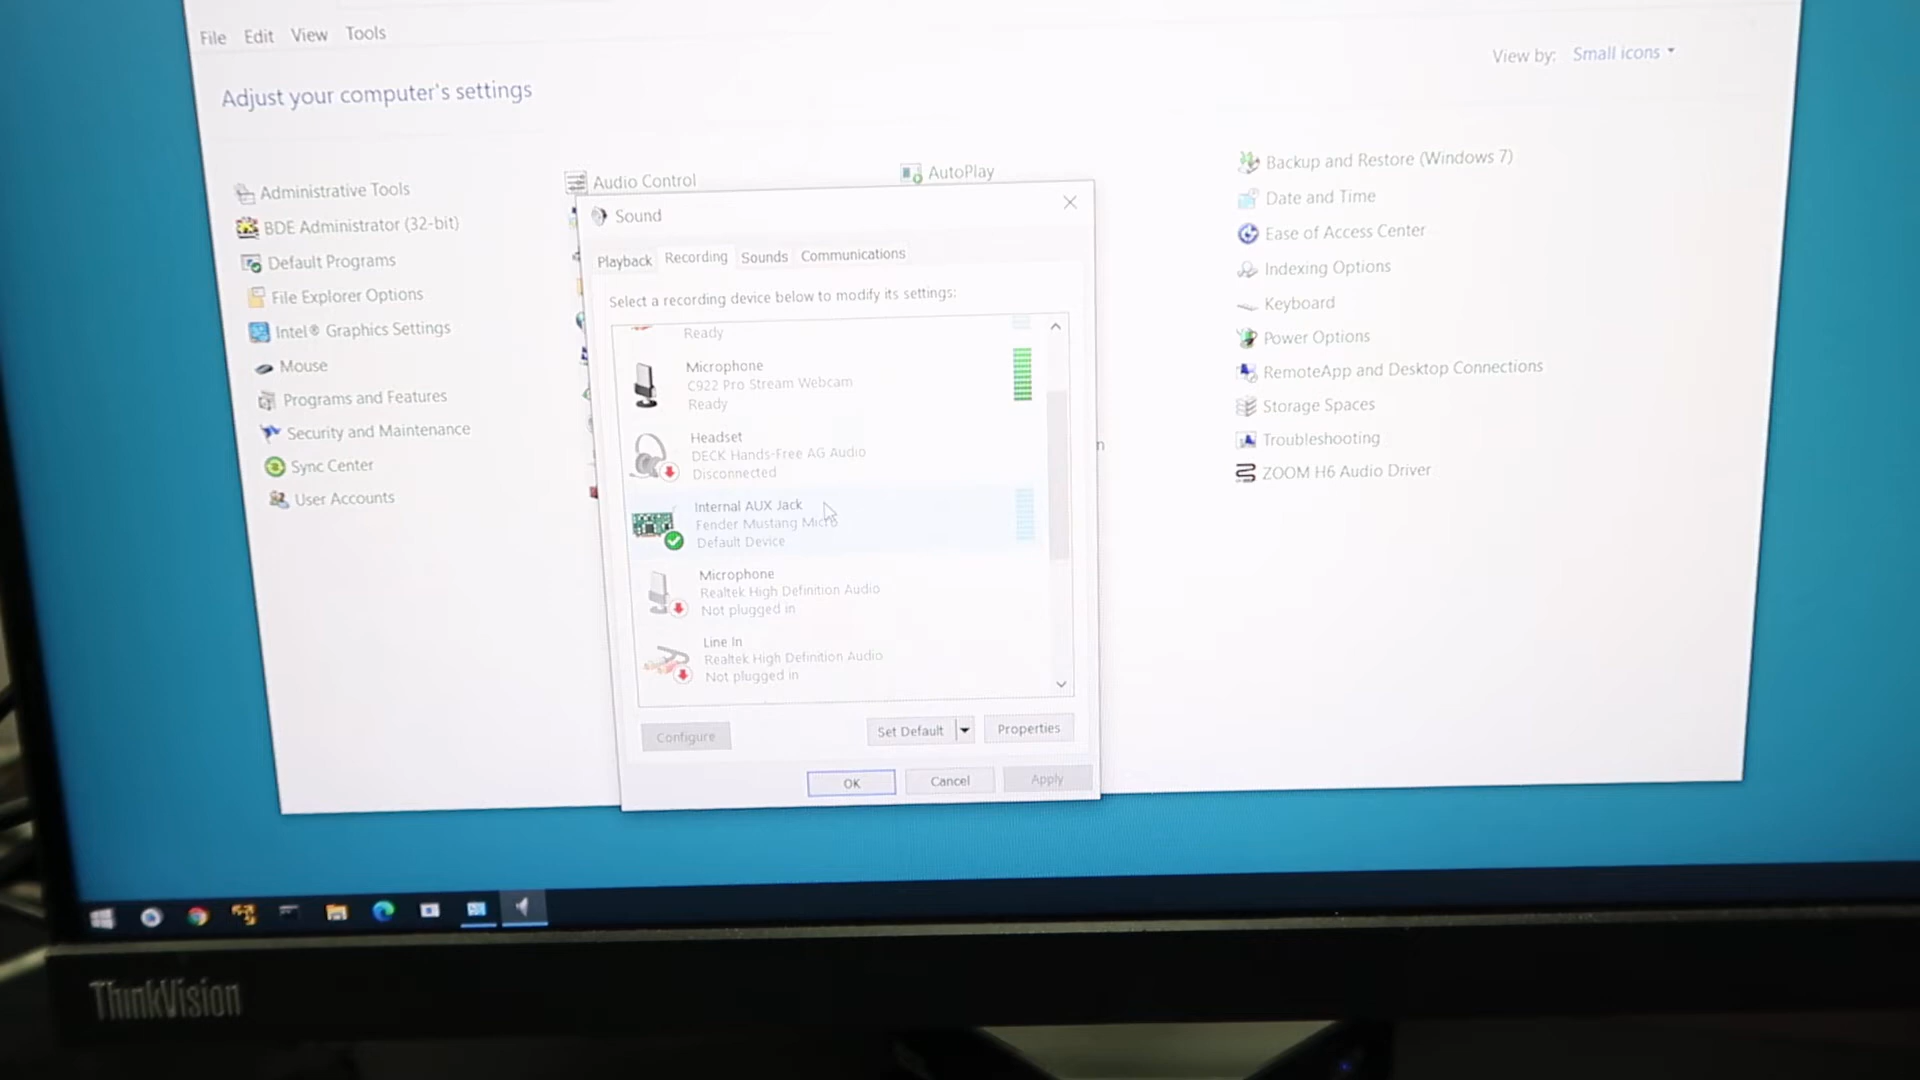 File Edit View Tools
View by: Small icons
Adjust your computer's settings
Administrative Tools
BDE Administrator (32-bit)
Default Programs
File Explorer Options
Intel® Graphics Settings
Mouse
Programs and Features
Security and Maintenance
Sync Center
User Accounts
Audio Control
AutoPlay
Backup and Restore (Windows 7)
Date and Time
Ease of Access Center
Indexing Options
Keyboard
Power Options
RemoteApp and Desktop Connections
Storage Spaces
Troubleshooting
ZOOM H6 Audio Driver
n
Sound
Playback Recording Sounds Communications
Select a recording device below to modify its settings:
Ready
Microphone
C922 Pro Stream Webcam
Ready
Headset
DECK Hands-Free AG Audio
Disconnected
Internal AUX Jack
Fender Mustang Micro
Default Device
Microphone
Realtek High Definition Audio
Not plugged in
Line In
Realtek High Definition Audio
Not plugged in
Configure Set Default Properties
OK Cancel Apply
ThinkVision